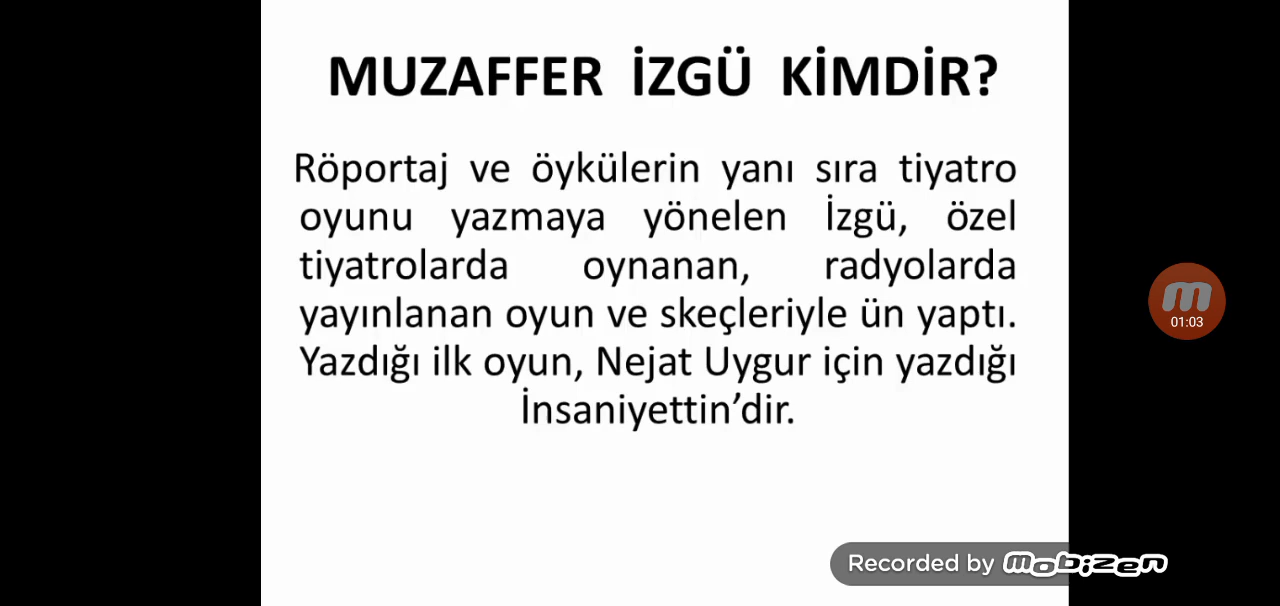 MUZAFFER İZGÜ KİMDİR?
Röportaj ve öykülerin yanı sıra tiyatro
oyunu yazmaya yönelen İzgü, özel
tiyatrolarda oynanan, radyolarda
yayınlanan oyun ve skeçleriyle ün yaptı.
Yazdığı ilk oyun, Nejat Uygur için yazdığı
İnsaniyettin’dir.
01:03
Recorded by Mobizen